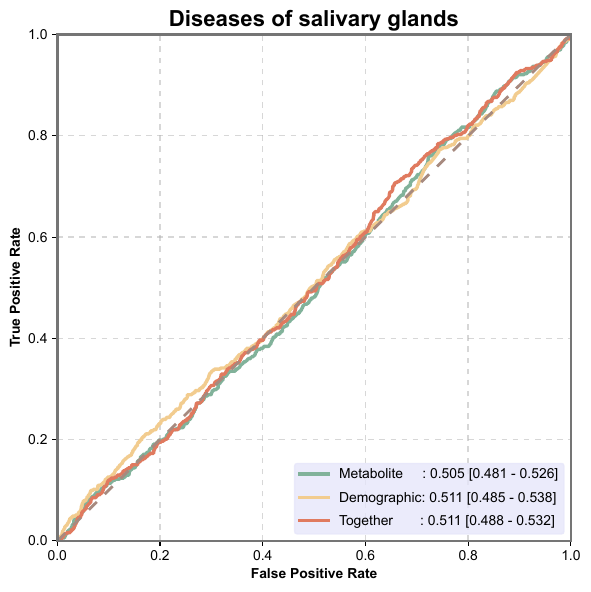 Diseases of salivary glands
1.0
0.8
0.6
0.4
0.2
0.0
True Positive Rate
Metabolite : 0.505 [0.481 - 0.526]
Demographic: 0.511 [0.485 - 0.538]
Together : 0.511 [0.488 - 0.532]
0.0 0.2 0.4 0.6 0.8 1.0
False Positive Rate